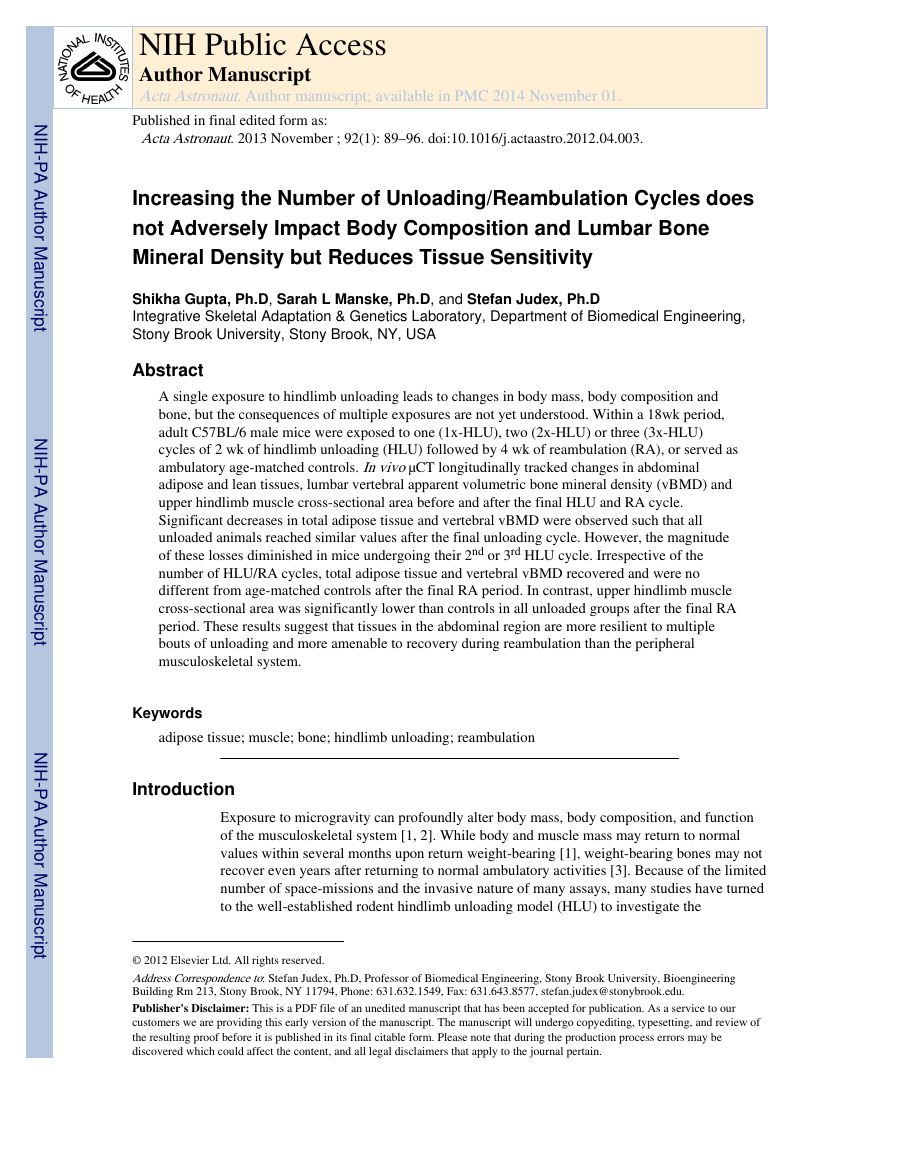 NATIONAL INSTITUTES
OF HEALTH
NIH Public Access
Author Manuscript
Acta Astronaut. Author manuscript; available in PMC 2014 November 01.
Published in final edited form as:
Acta Astronaut. 2013 November ; 92(1): 89–96. doi:10.1016/j.actaastro.2012.04.003.
Increasing the Number of Unloading/Reambulation Cycles does
not Adversely Impact Body Composition and Lumbar Bone
Mineral Density but Reduces Tissue Sensitivity
Shikha Gupta, Ph.D, Sarah L Manske, Ph.D, and Stefan Judex, Ph.D
Integrative Skeletal Adaptation & Genetics Laboratory, Department of Biomedical Engineering,
Stony Brook University, Stony Brook, NY, USA
Abstract
A single exposure to hindlimb unloading leads to changes in body mass, body composition and
bone, but the consequences of multiple exposures are not yet understood. Within a 18wk period,
adult C57BL/6 male mice were exposed to one (1x-HLU), two (2x-HLU) or three (3x-HLU)
cycles of 2 wk of hindlimb unloading (HLU) followed by 4 wk of reambulation (RA), or served as
ambulatory age-matched controls. In vivo µCT longitudinally tracked changes in abdominal
adipose and lean tissues, lumbar vertebral apparent volumetric bone mineral density (vBMD) and
upper hindlimb muscle cross-sectional area before and after the final HLU and RA cycle.
Significant decreases in total adipose tissue and vertebral vBMD were observed such that all
unloaded animals reached similar values after the final unloading cycle. However, the magnitude
of these losses diminished in mice undergoing their 2nd or 3rd HLU cycle. Irrespective of the
number of HLU/RA cycles, total adipose tissue and vertebral vBMD recovered and were no
different from age-matched controls after the final RA period. In contrast, upper hindlimb muscle
cross-sectional area was significantly lower than controls in all unloaded groups after the final RA
period. These results suggest that tissues in the abdominal region are more resilient to multiple
bouts of unloading and more amenable to recovery during reambulation than the peripheral
musculoskeletal system.
Keywords
adipose tissue; muscle; bone; hindlimb unloading; reambulation
Introduction
Exposure to microgravity can profoundly alter body mass, body composition, and function
of the musculoskeletal system [1, 2]. While body and muscle mass may return to normal
values within several months upon return weight-bearing [1], weight-bearing bones may not
recover even years after returning to normal ambulatory activities [3]. Because of the limited
number of space-missions and the invasive nature of many assays, many studies have turned
to the well-established rodent hindlimb unloading model (HLU) to investigate the
© 2012 Elsevier Ltd. All rights reserved.
Address Correspondence to: Stefan Judex, Ph.D, Professor of Biomedical Engineering, Stony Brook University, Bioengineering
Building Rm 213, Stony Brook, NY 11794, Phone: 631.632.1549, Fax: 631.643.8577, stefan.judex@stonybrook.edu.
Publisher's Disclaimer: This is a PDF file of an unedited manuscript that has been accepted for publication. As a service to our
customers we are providing this early version of the manuscript. The manuscript will undergo copyediting, typesetting, and review of
the resulting proof before it is published in its final citable form. Please note that during the production process errors may be
discovered which could affect the content, and all legal disclaimers that apply to the journal pertain.
NIH-PA Author Manuscript
NIH-PA Author Manuscript
NIH-PA Author Manuscript